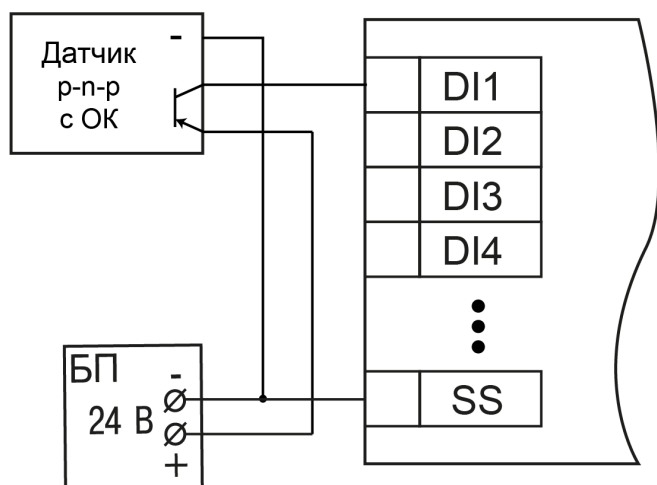 Датчик
p-n-p
с ОК
-
DI1
DI2
DI3
DI4
SS
БП
-
24 В
+